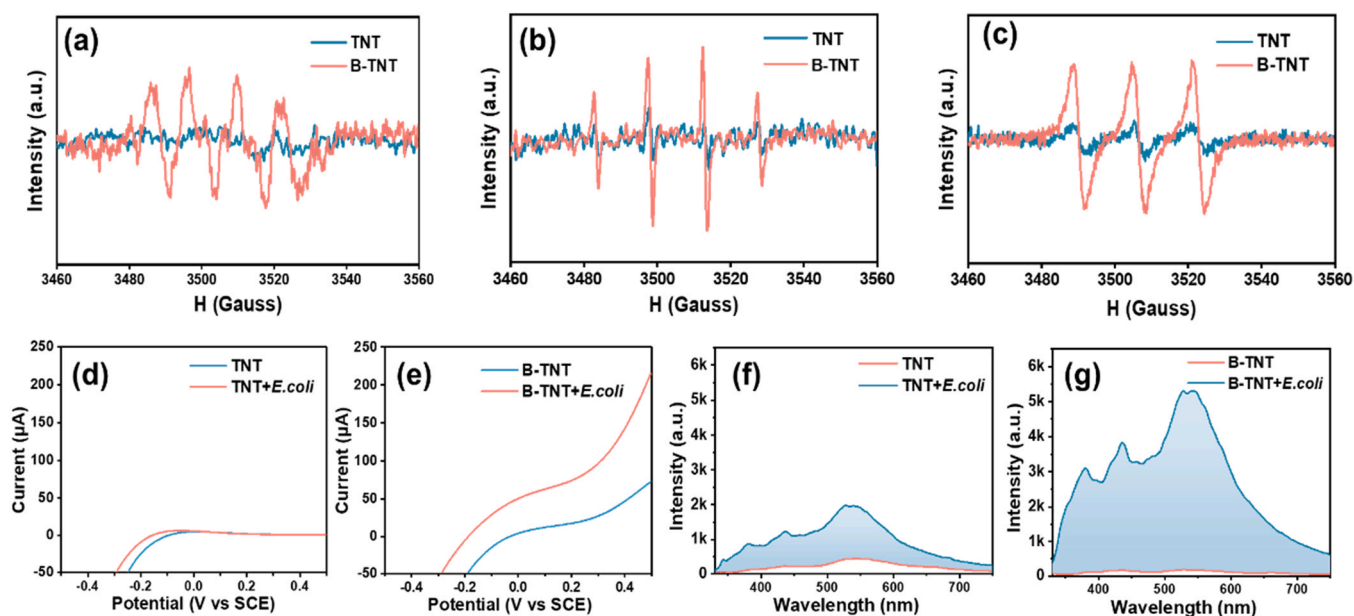 (a)
TNT
B-TNT
Intensity (a.u.)
3460 3480 3500 3520 3540 3560
H (Gauss)
(b)
TNT
B-TNT
Intensity (a.u.)
3460 3480 3500 3520 3540 3560
H (Gauss)
(c)
TNT
B-TNT
Intensity (a.u.)
3460 3480 3500 3520 3540 3560
H (Gauss)
(d)
TNT
TNT+E.coli
Current (μA)
250
200
150
100
50
0
-50
-0.4 -0.2 0.0 0.2 0.4
Potential (V vs SCE)
(e)
B-TNT
B-TNT+E.coli
Current (μA)
250
200
150
100
50
0
-50
-0.4 -0.2 0.0 0.2 0.4
Potential (V vs SCE)
(f)
TNT
TNT+E.coli
Intensity (a.u.)
6k
5k
4k
3k
2k
1k
0
400 500 600 700
Wavelength (nm)
(g)
B-TNT
B-TNT+E.coli
Intensity (a.u.)
6k
5k
4k
3k
2k
1k
0
400 500 600 700
Wavelength (nm)